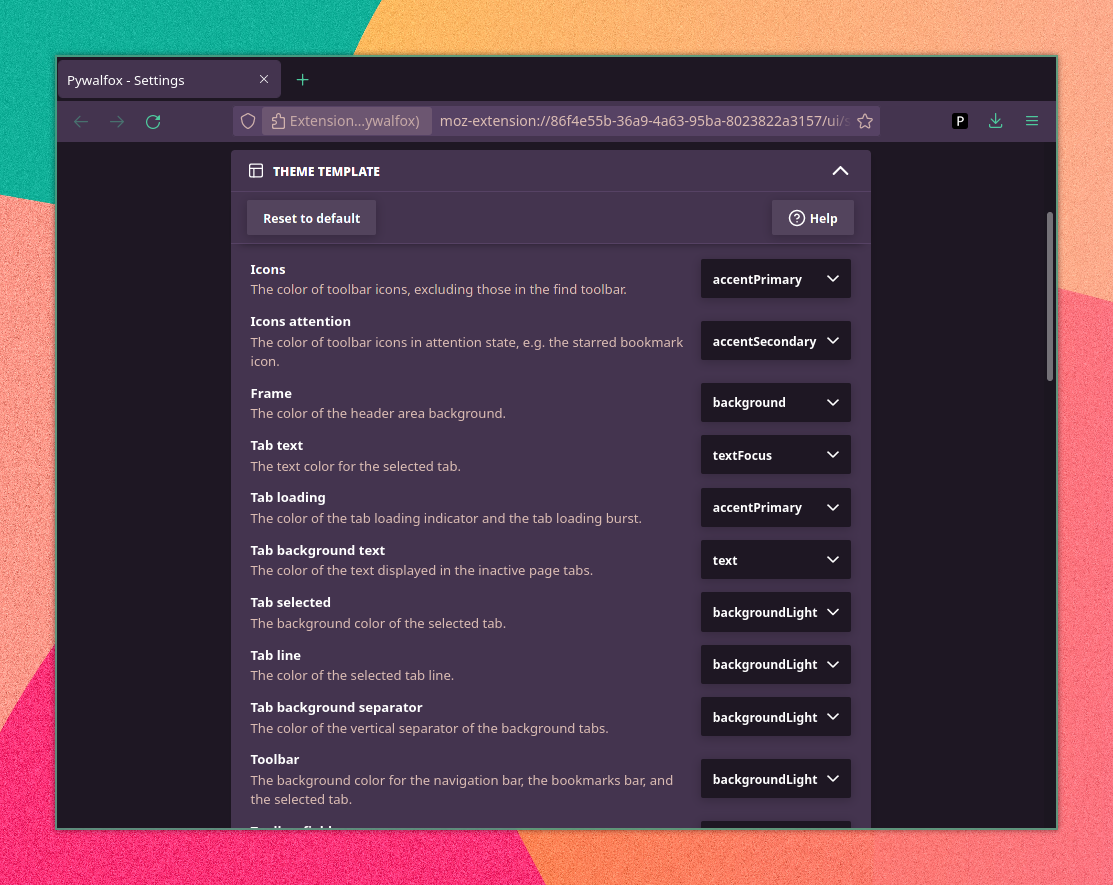 Pywalfox - Settings
Extension...ywalfox)
moz-extension://86f4e55b-36a9-4a63-95ba-8023822a3157/ui/s
P
THEME TEMPLATE
Reset to default
Help
Icons
The color of toolbar icons, excluding those in the find toolbar.
accentPrimary
Icons attention
The color of toolbar icons in attention state, e.g. the starred bookmark
icon.
accentSecondary
Frame
The color of the header area background.
background
Tab text
The text color for the selected tab.
textFocus
Tab loading
The color of the tab loading indicator and the tab loading burst.
accentPrimary
Tab background text
The color of the text displayed in the inactive page tabs.
text
Tab selected
The background color of the selected tab.
backgroundLight
Tab line
The color of the selected tab line.
backgroundLight
Tab background separator
The color of the vertical separator of the background tabs.
backgroundLight
Toolbar
The background color for the navigation bar, the bookmarks bar, and
the selected tab.
backgroundLight